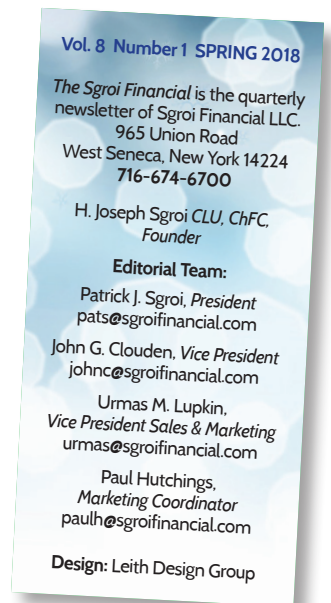 Vol. 8 Number 1 SPRING 2018
The Sgroi Financial is the quarterly
newsletter of Sgroi Financial LLC.
965 Union Road
West Seneca, New York 14224
716-674-6700
H. Joseph Sgroi CLU, ChFC,
Founder
Editorial Team:
Patrick J. Sgroi, President
pats@sgroifinancial.com
John G. Clouden, Vice President
johnc@sgroifinancial.com
Urmas M. Lupkin,
Vice President Sales & Marketing
urmas@sgroifinancial.com
Paul Hutchings,
Marketing Coordinator
paulh@sgroifinancial.com
Design: Leith Design Group